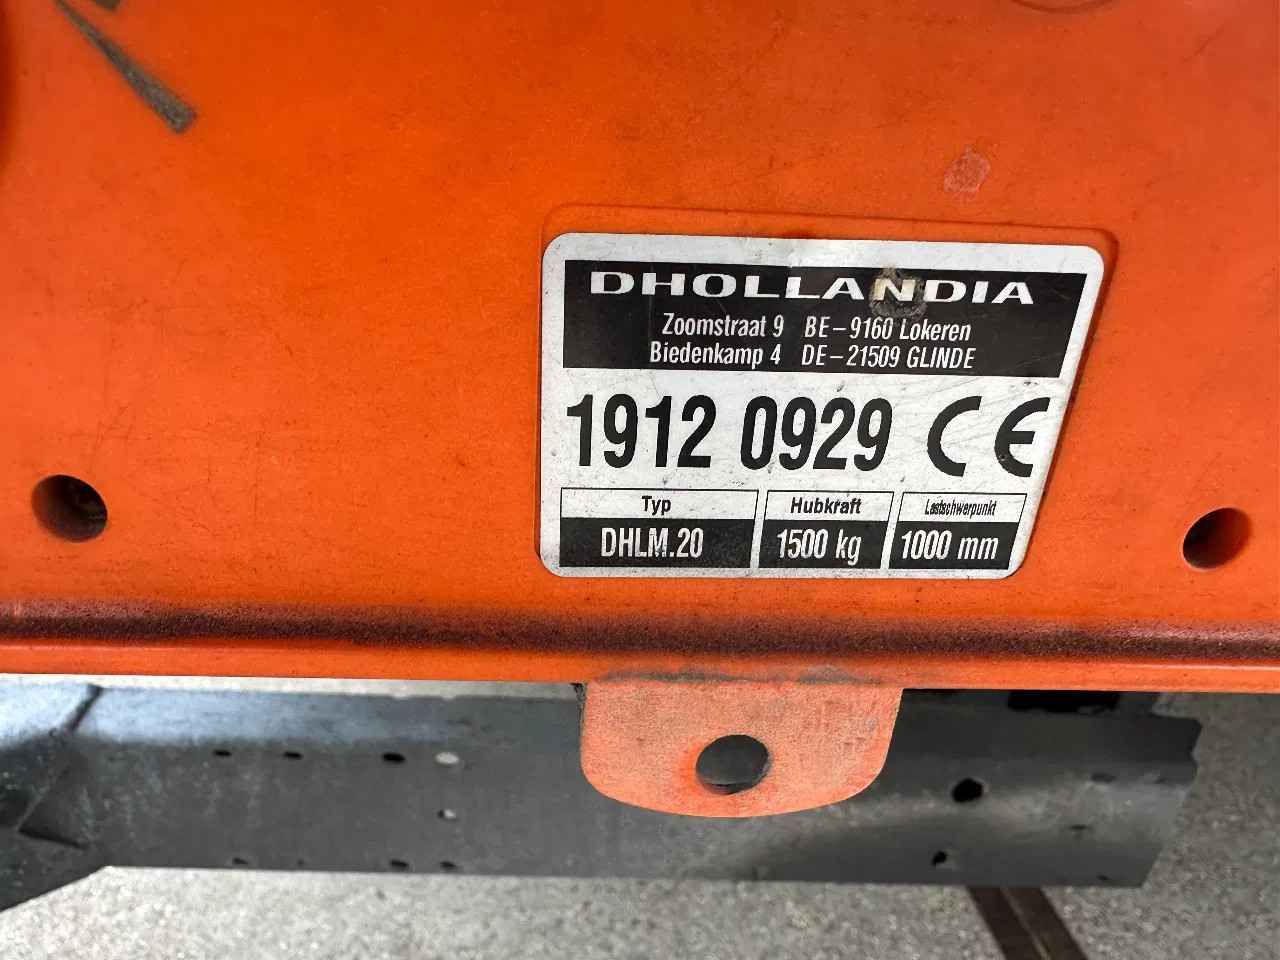 DHOLLANDIA
Zoomstraat 9 BE-9160 Lokeren
Biedenkamp 4 DE-21509 GLINDE
1912 0929 CE
Typ Hubkraft Lastschwerpunkt
DHLM.20 1500 kg 1000 mm